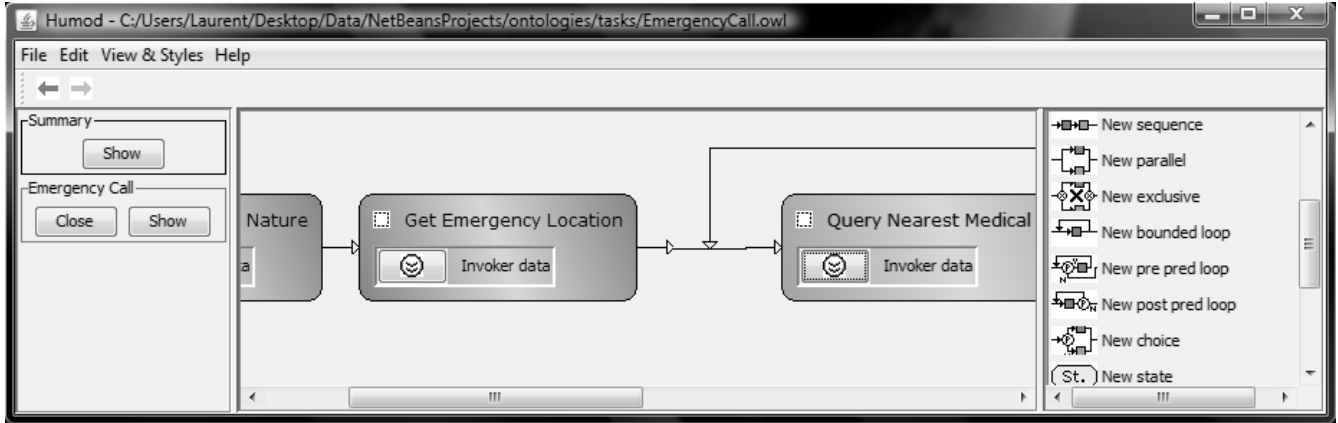 Humod - C:/Users/Laurent/Desktop/Data/NetBeansProjects/ontologies/tasks/EmergencyCall.owl
File Edit View & Styles Help
Summary
Show
Emergency Call
Close Show
Nature
a
Get Emergency Location
Invoker data
Query Nearest Medical
Invoker data
New sequence
New parallel
New exclusive
New bounded loop
N New pre pred loop
N New post pred loop
New choice
St. New state